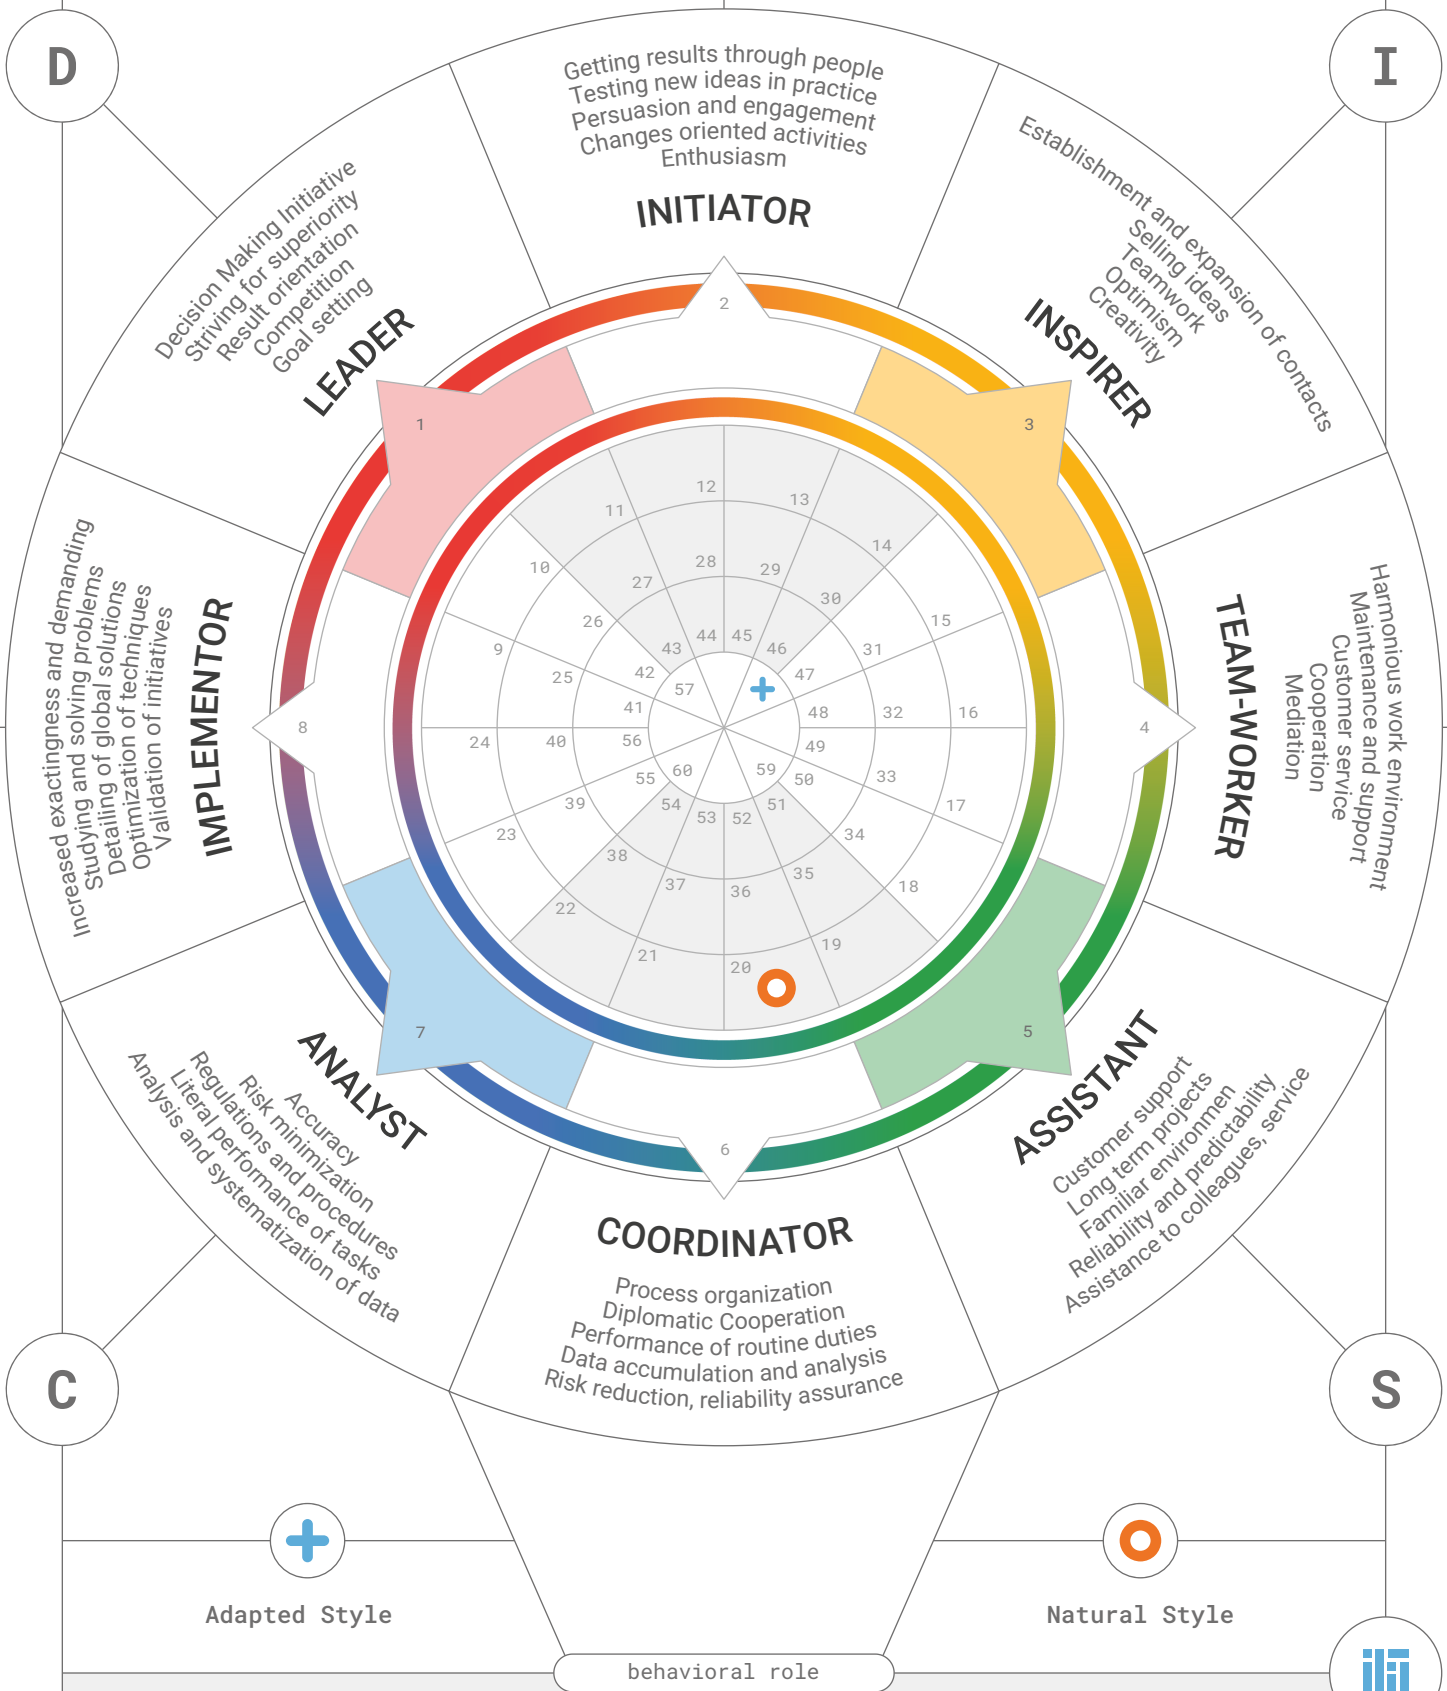 D
I
Getting results through people
Testing new ideas in practice
Persuasion and engagement
Changes oriented activities
Enthusiasm
INITIATOR
Decision Making Initiative
Striving for superiority
Result orientation
Competition
Goal setting
LEADER
Establishment and expansion of contacts
Selling ideas
Teamwork
Optimism
Creativity
INSPIRER
Increased exactingness and demanding
Studying and solving problems
Detailing of global solutions
Optimization of techniques
Validation of initiatives
IMPLEMENTOR
Harmonious work environment
Maintenance and support
Customer service
Cooperation
Mediation
TEAM-WORKER
2
1
3
12
13
11
14
10
28
29
27
30
26
15
44
45
43
46
31
9
25
42
47
57
41
48
32
16
8
4
24
40
56
49
60
59
55
50
33
39
54
51
17
53
52
23
34
38
35
37
36
18
22
19
21
20
7
5
6
ANALYST
Accuracy
Risk minimization
Regulations and procedures
Literal performance of tasks
Analysis and systematization of data
ASSISTANT
Customer support
Long term projects
Familiar environmen
Reliability and predictability
Assistance to colleagues, service
COORDINATOR
Process organization
Diplomatic Cooperation
Performance of routine duties
Data accumulation and analysis
Risk reduction, reliability assurance
C
S
Adapted Style
Natural Style
behavioral role